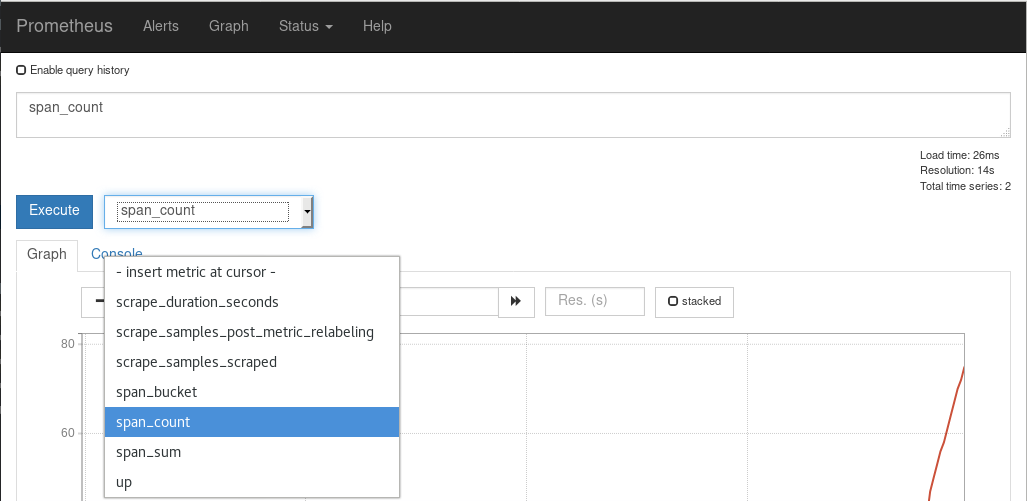 Prometheus Alerts Graph Status Help
Enable query history
span_count
Load time: 26ms
Resolution: 14s
Total time series: 2
Execute span_count
Graph Console
- insert metric at cursor -
scrape_duration_seconds
Res. (s) stacked
scrape_samples_post_metric_relabeling
80
scrape_samples_scraped
span_bucket
span_count
60
span_sum
up